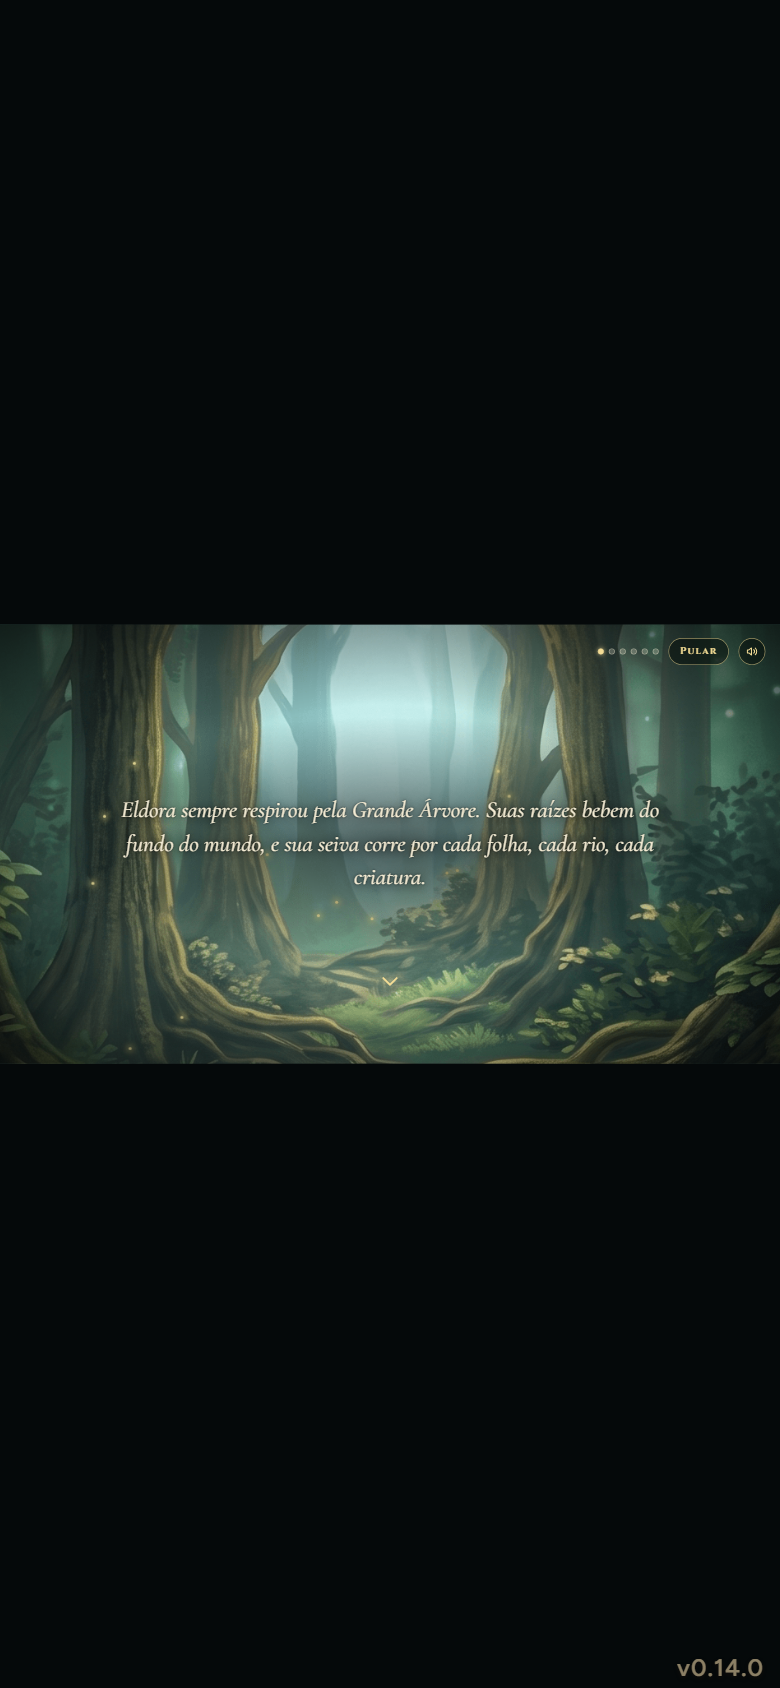 PULAR
Eldora sempre respirou pela Grande Árvore. Suas raízes bebem do
fundo do mundo, e sua seiva corre por cada folha, cada rio, cada
criatura.
v0.14.0